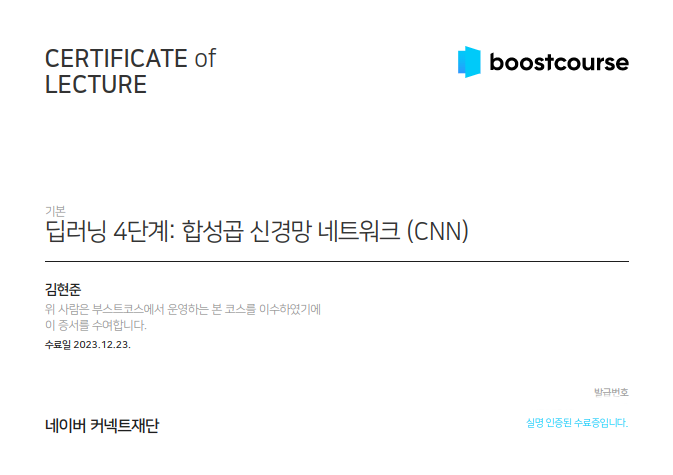 CERTIFICATE of
LECTURE
boostcourse
기본
딥러닝 4단계: 합성곱 신경망 네트워크 (CNN)
김현준
위 사람은 부스트코스에서 운영하는 본 코스를 이수하였기에
이 증서를 수여합니다.
수료일 2023.12.23.
발급번호
네이버 커넥트재단
실명 인증된 수료증입니다.